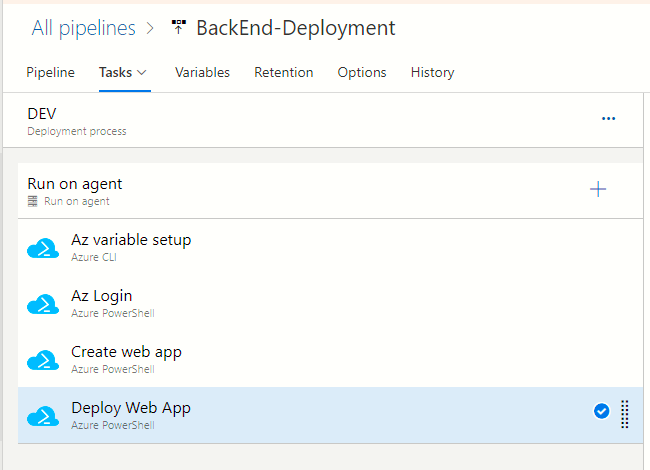 All pipelines > BackEnd-Deployment
Pipeline Tasks Variables Retention Options History
DEV
Deployment process
Run on agent
Run on agent
Az variable setup
Azure CLI
Az Login
Azure PowerShell
Create web app
Azure PowerShell
Deploy Web App
Azure PowerShell